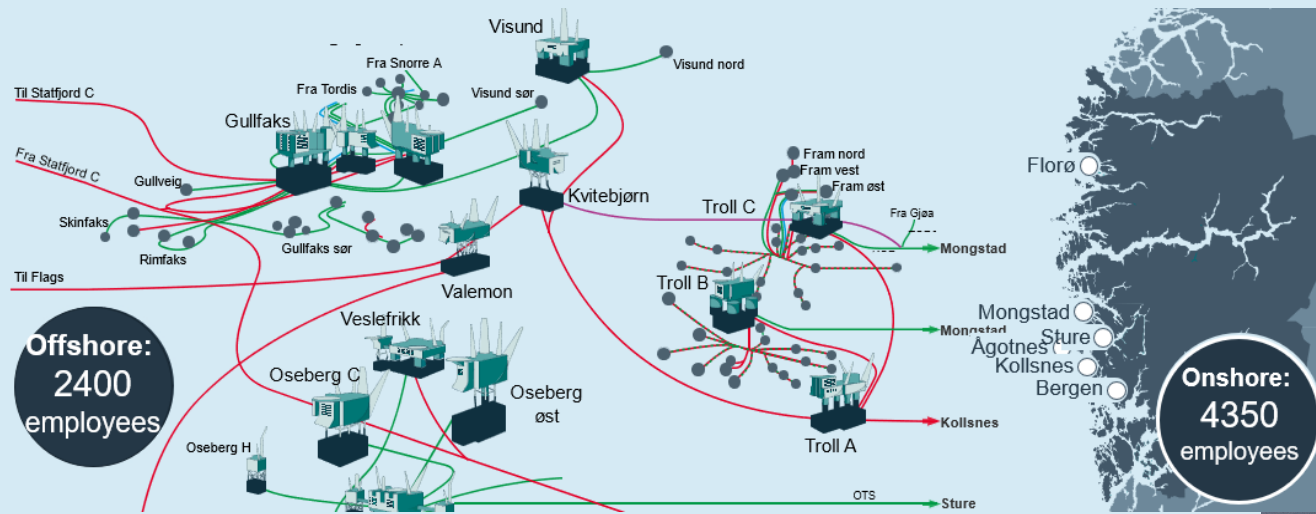 Visund
Fra Snorre A
Visund nord
Til Statfjord C
Fra Tordis
Visund sør
Gullfaks
Fra Statfjord C
Fram nord
Fram vest
Fram øst
Florø
Gullveig
Kvitebjørn
Troll C
Fra Gjøa
Skinfaks
Rimfaks
Gullfaks sør
Mongstad
Til Flags
Valemon
Troll B
Mongstad
Mongstad
Sture
Ågotnes
Kollsnes
Bergen
Offshore:
2400
employees
Veslefrikk
Oseberg C
Oseberg
øst
Onshore:
4350
employees
Kollsnes
Troll A
Oseberg H
OTS
Sture